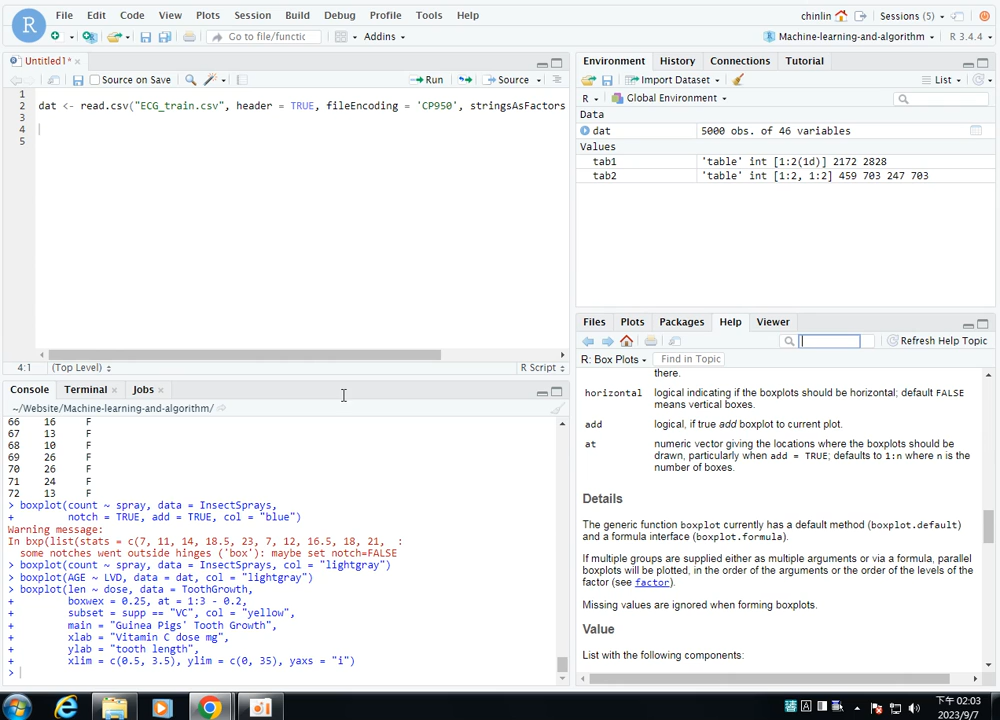 R File Edit Code View Plots Session Build Debug Profile Tools Help chinlin Sessions (5)
Go to file/functic Addins Machine-learning-and-algorithm R 3.4.4
Untitled1* Source on Save Run Source
1
2 dat <- read.csv("ECG_train.csv", header = TRUE, fileEncoding = 'CP950', stringsAsFactors
3
4
5
4:1 (Top Level) R Script
Console Terminal Jobs
~/Website/Machine-learning-and-algorithm/
66 16 F
67 13 F
68 10 F
69 26 F
70 26 F
71 24 F
72 13 F
> boxplot(count ~ spray, data = InsectSprays,
+ notch = TRUE, add = TRUE, col = "blue")
Warning message:
In bxp(list(stats = c(7, 11, 14, 18.5, 23, 7, 12, 16.5, 18, 21, :
some notches went outside hinges ('box'): maybe set notch=FALSE
> boxplot(count ~ spray, data = InsectSprays, col = "lightgray")
> boxplot(AGE ~ LVD, data = dat, col = "lightgray")
> boxplot(len ~ dose, data = ToothGrowth,
+ boxwex = 0.25, at = 1:3 - 0.2,
+ subset = supp == "VC", col = "yellow",
+ main = "Guinea Pigs' Tooth Growth",
+ xlab = "Vitamin C dose mg",
+ ylab = "tooth length",
+ xlim = c(0.5, 3.5), ylim = c(0, 35), yaxs = "i")
>
Environment History Connections Tutorial
Import Dataset List
R Global Environment
Data
dat 5000 obs. of 46 variables
Values
tab1 'table' int [1:2(1d)] 2172 2828
tab2 'table' int [1:2, 1:2] 459 703 247 703
Files Plots Packages Help Viewer
Refresh Help Topic
R: Box Plots Find in Topic
there.
horizontal logical indicating if the boxplots should be horizontal; default FALSE
means vertical boxes.
add logical, if true add boxplot to current plot.
at numeric vector giving the locations where the boxplots should be
drawn, particularly when add = TRUE; defaults to 1:n where n is the
number of boxes.
Details
The generic function boxplot currently has a default method (boxplot.default)
and a formula interface (boxplot.formula).
If multiple groups are supplied either as multiple arguments or via a formula, parallel
boxplots will be plotted, in the order of the arguments or the order of the levels of the
factor (see factor).
Missing values are ignored when forming boxplots.
Value
List with the following components:
下午 02:03
2023/9/7